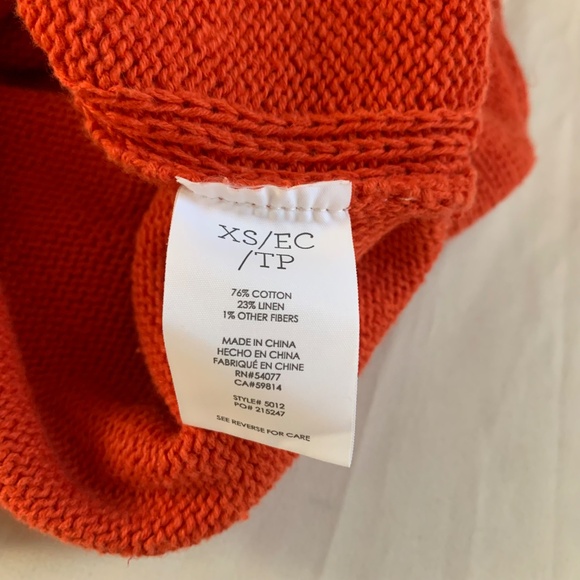 XS/EC
/TP
76% COTTON
23% LINEN
1% OTHER FIBERS
MADE IN CHINA
HECHO EN CHINA
FABRIQUÉ EN CHINE
RN#54077
CA#59814
STYLE# 5012
PO# 215247
SEE REVERSE FOR CARE